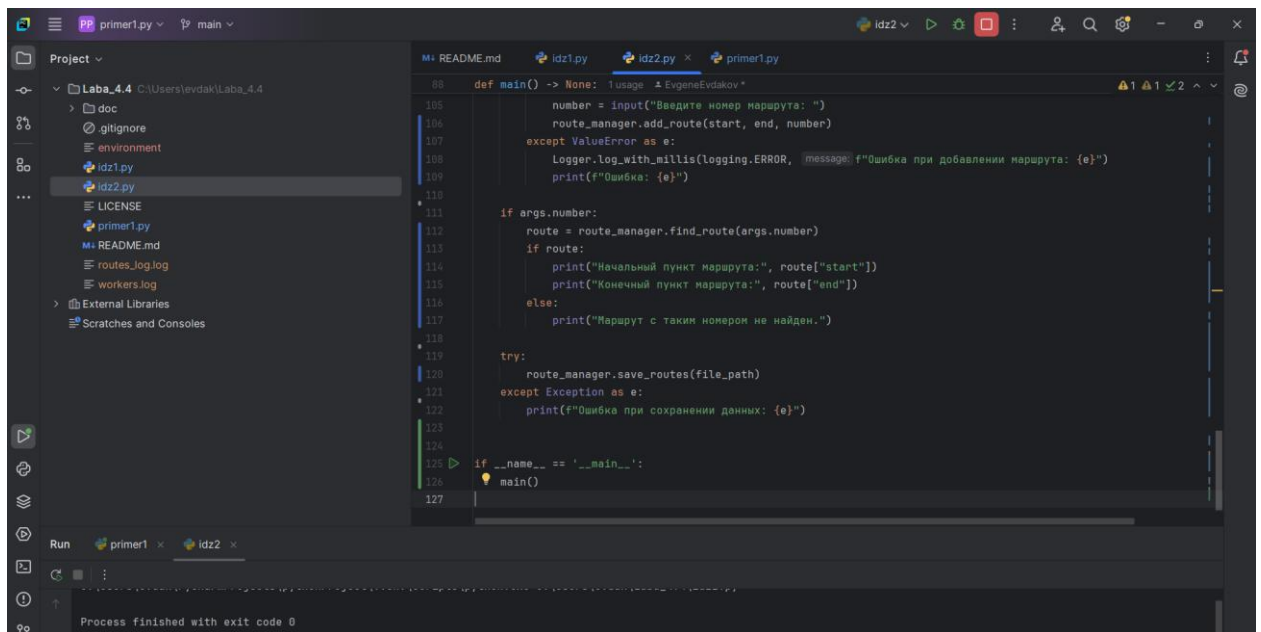 PP primer1.py main idz2
Project
Laba_4.4 C:\Users\evdak\Laba_4.4
doc
.gitignore
environment
idz1.py
idz2.py
LICENSE
primer1.py
README.md
routes_log.log
workers.log
External Libraries
Scratches and Consoles
README.md idz1.py idz2.py primer1.py
86 def main() -> None: 1 usage EvgeneEvdakov * 1 1 2
105 number = input("Введите номер маршрута: ")
106 route_manager.add_route(start, end, number)
107 except ValueError as e:
108 Logger.log_with_millis(logging.ERROR, message: f"Ошибка при добавлении маршрута: {e}")
109 print(f"Ошибка: {e}")
110
111 if args.number:
112 route = route_manager.find_route(args.number)
113 if route:
114 print("Начальный пункт маршрута:", route["start"])
115 print("Конечный пункт маршрута:", route["end"])
116 else:
117 print("Маршрут с таким номером не найден.")
118
119 try:
120 route_manager.save_routes(file_path)
121 except Exception as e:
122 print(f"Ошибка при сохранении данных: {e}")
123
124
125 if __name__ == '__main__':
126 main()
127
Run primer1 idz2
Process finished with exit code 0